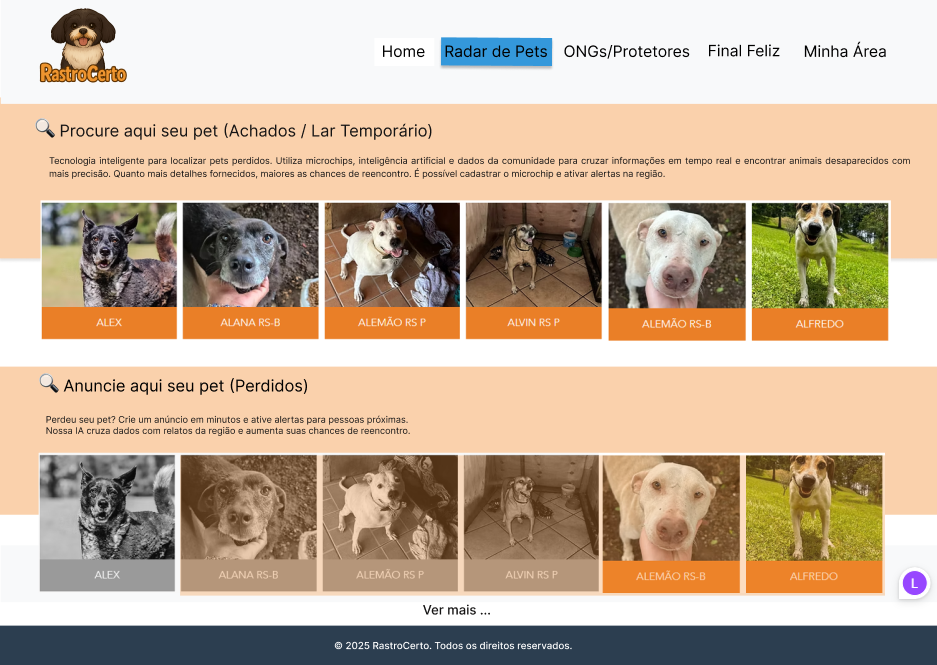 RastroCerto
Home Radar de Pets ONGs/Protetores Final Feliz Minha Área
Procure aqui seu pet (Achados / Lar Temporário)
Tecnologia inteligente para localizar pets perdidos. Utiliza microchips, inteligência artificial e dados da comunidade para cruzar informações em tempo real e encontrar animais desaparecidos com
mais precisão. Quanto mais detalhes fornecidos, maiores as chances de reencontro. É possível cadastrar o microchip e ativar alertas na região.
ALEX ALANA RS-B ALEMÃO RS P ALVIN RS P ALEMÃO RS-B ALFREDO
Anuncie aqui seu pet (Perdidos)
Perdeu seu pet? Crie um anúncio em minutos e ative alertas para pessoas próximas.
Nossa IA cruza dados com relatos da região e aumenta suas chances de reencontro.
ALEX ALANA RS-B ALEMÃO RS P ALVIN RS P ALEMÃO RS-B ALFREDO
L
Ver mais ...
© 2025 RastroCerto. Todos os direitos reservados.